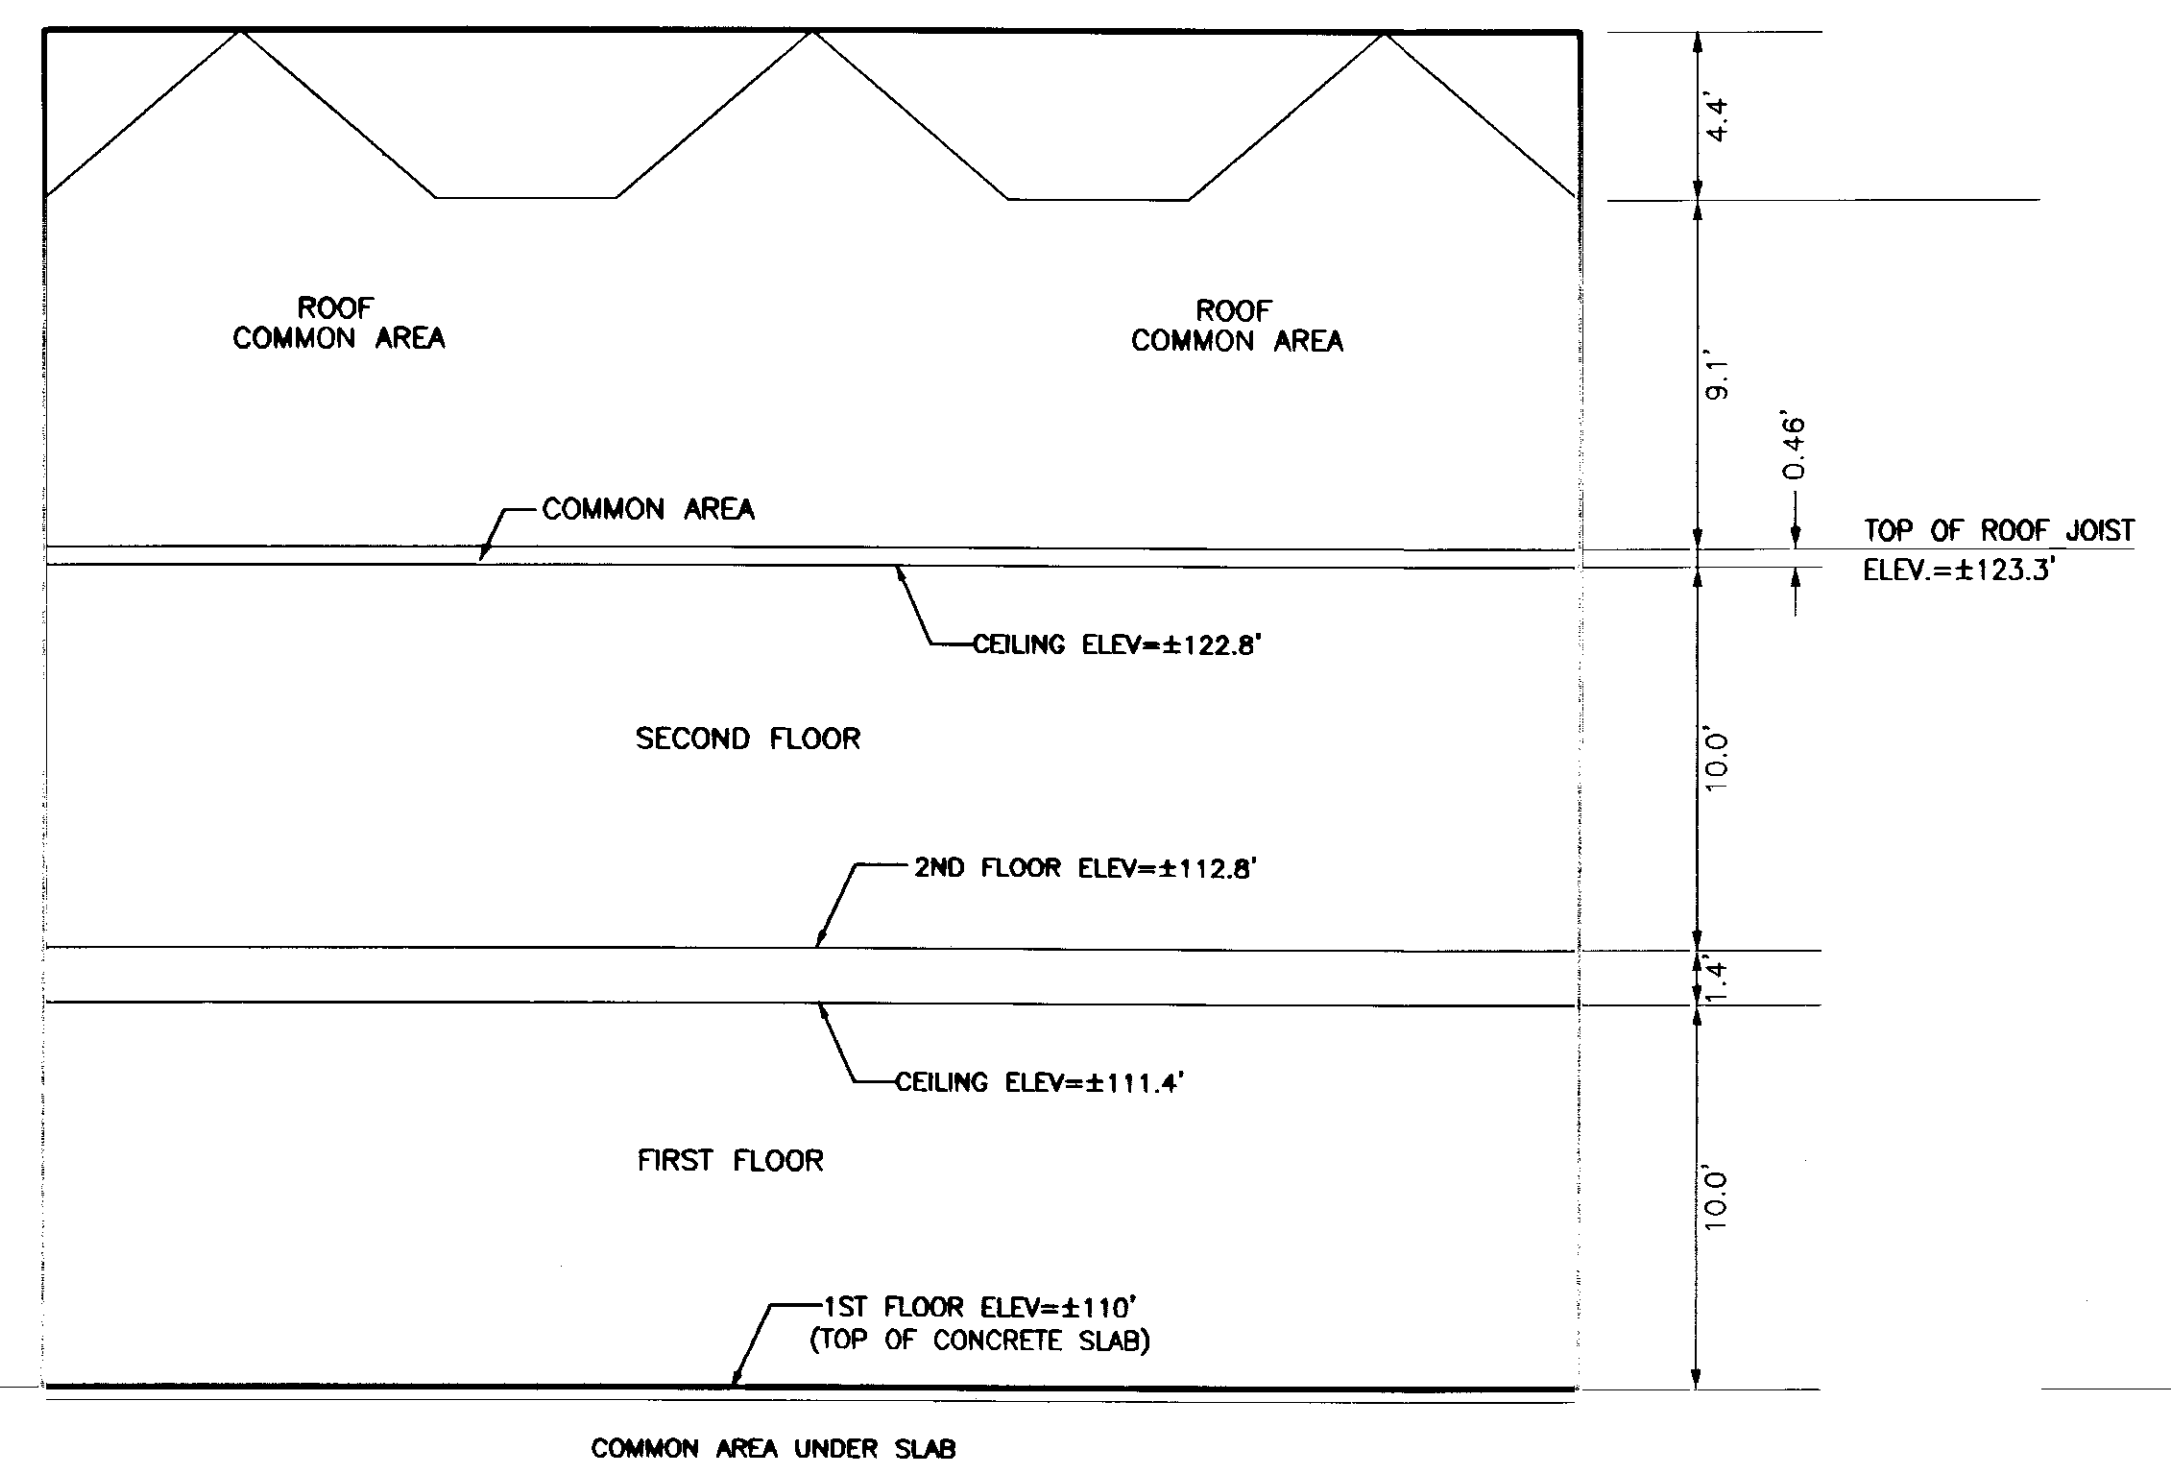 4.4'
ROOF
COMMON AREA
ROOF
COMMON AREA
9.1'
0.46'
COMMON AREA
TOP OF ROOF JOIST
ELEV.=±123.3'
CEILING ELEV=±122.8'
SECOND FLOOR
10.0'
2ND FLOOR ELEV=±112.8'
1.4'
CEILING ELEV=±111.4'
FIRST FLOOR
10.0'
1ST FLOOR ELEV=±110'
(TOP OF CONCRETE SLAB)
COMMON AREA UNDER SLAB